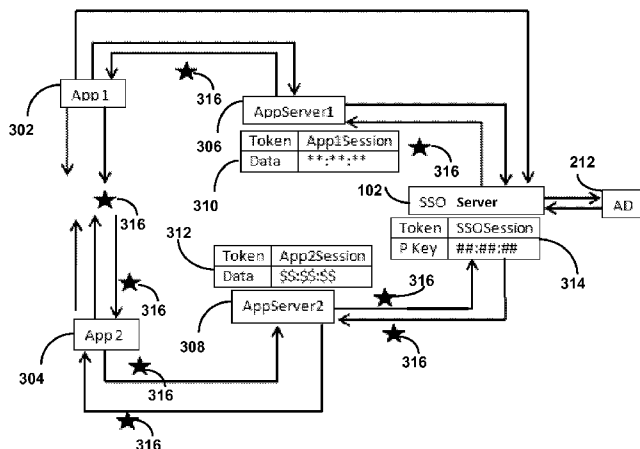 316
App1
302
AppServer1
306
Token App1Session
Data **:**:**
310
316
212
102
SSO Server
AD
316
Token SSOSession
P Key ##:##:##
314
312
Token App2Session
Data $$:$$:$$
316
316
AppServer2
308
App2
304
316
316
316